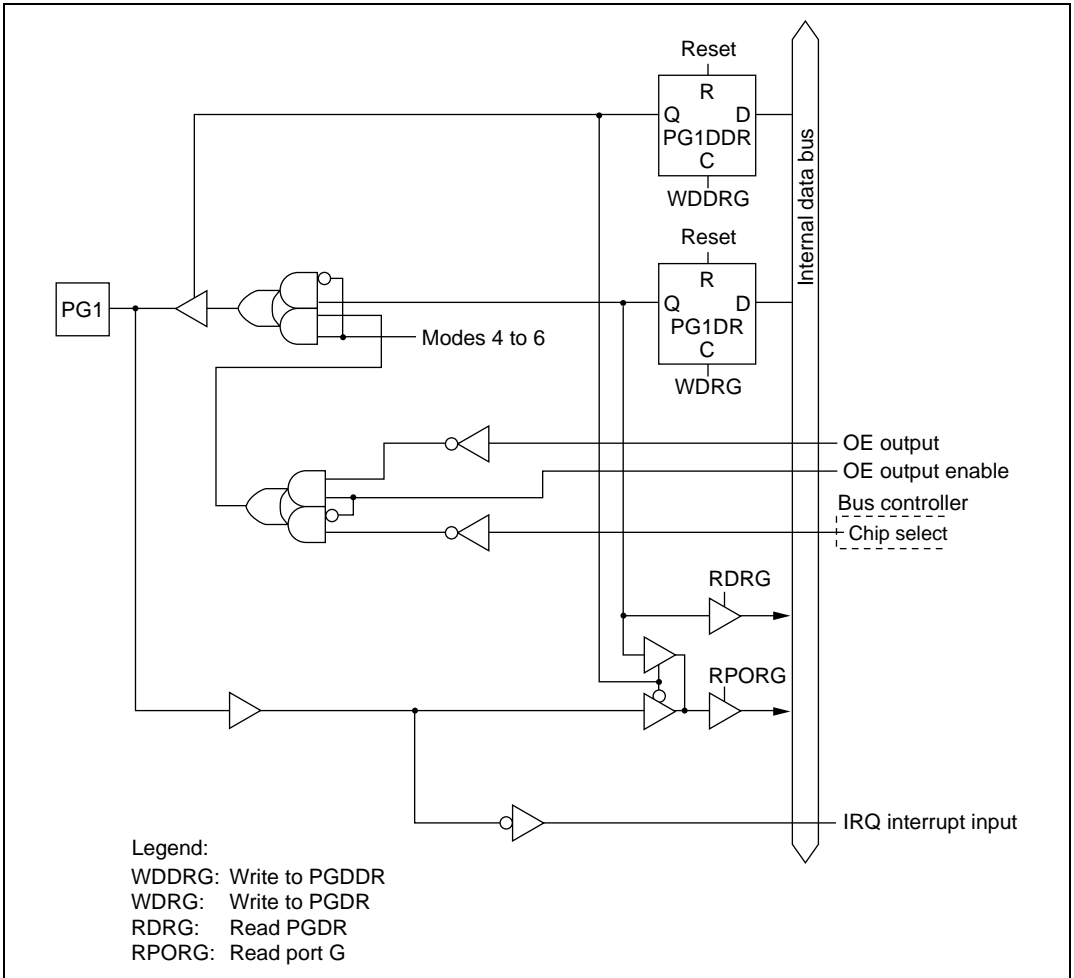 Reset
R
Q D
PG1DDR
C
WDDRG
Internal data bus
Reset
R
Q D
PG1DR
C
WDRG
PG1
Modes 4 to 6
OE output
OE output enable
Bus controller
Chip select
RDRG
RPORG
IRQ interrupt input
Legend:
WDDRG: Write to PGDDR
WDRG: Write to PGDR
RDRG: Read PGDR
RPORG: Read port G